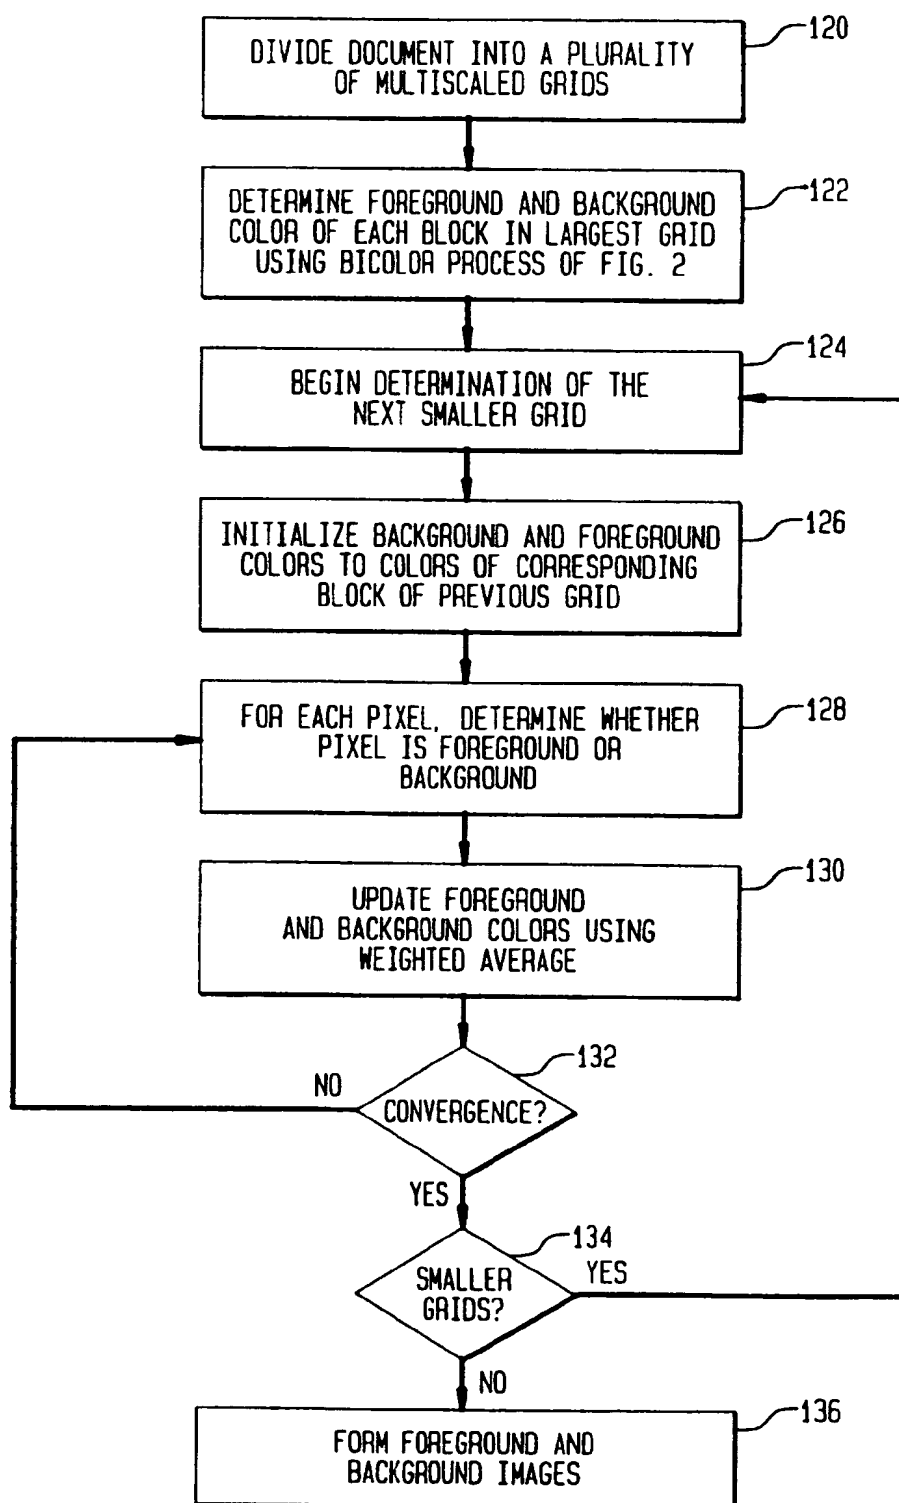 120
DIVIDE DOCUMENT INTO A PLURALITY
OF MULTISCALED GRIDS
122
DETERMINE FOREGROUND AND BACKGROUND
COLOR OF EACH BLOCK IN LARGEST GRID
USING BICOLOR PROCESS OF FIG. 2
124
BEGIN DETERMINATION OF THE
NEXT SMALLER GRID
126
INITIALIZE BACKGROUND AND FOREGROUND
COLORS TO COLORS OF CORRESPONDING
BLOCK OF PREVIOUS GRID
128
FOR EACH PIXEL, DETERMINE WHETHER
PIXEL IS FOREGROUND OR
BACKGROUND
130
UPDATE FOREGROUND
AND BACKGROUND COLORS USING
WEIGHTED AVERAGE
132
NO
CONVERGENCE?
YES
134
SMALLER
GRIDS?
YES
NO
136
FORM FOREGROUND AND
BACKGROUND IMAGES